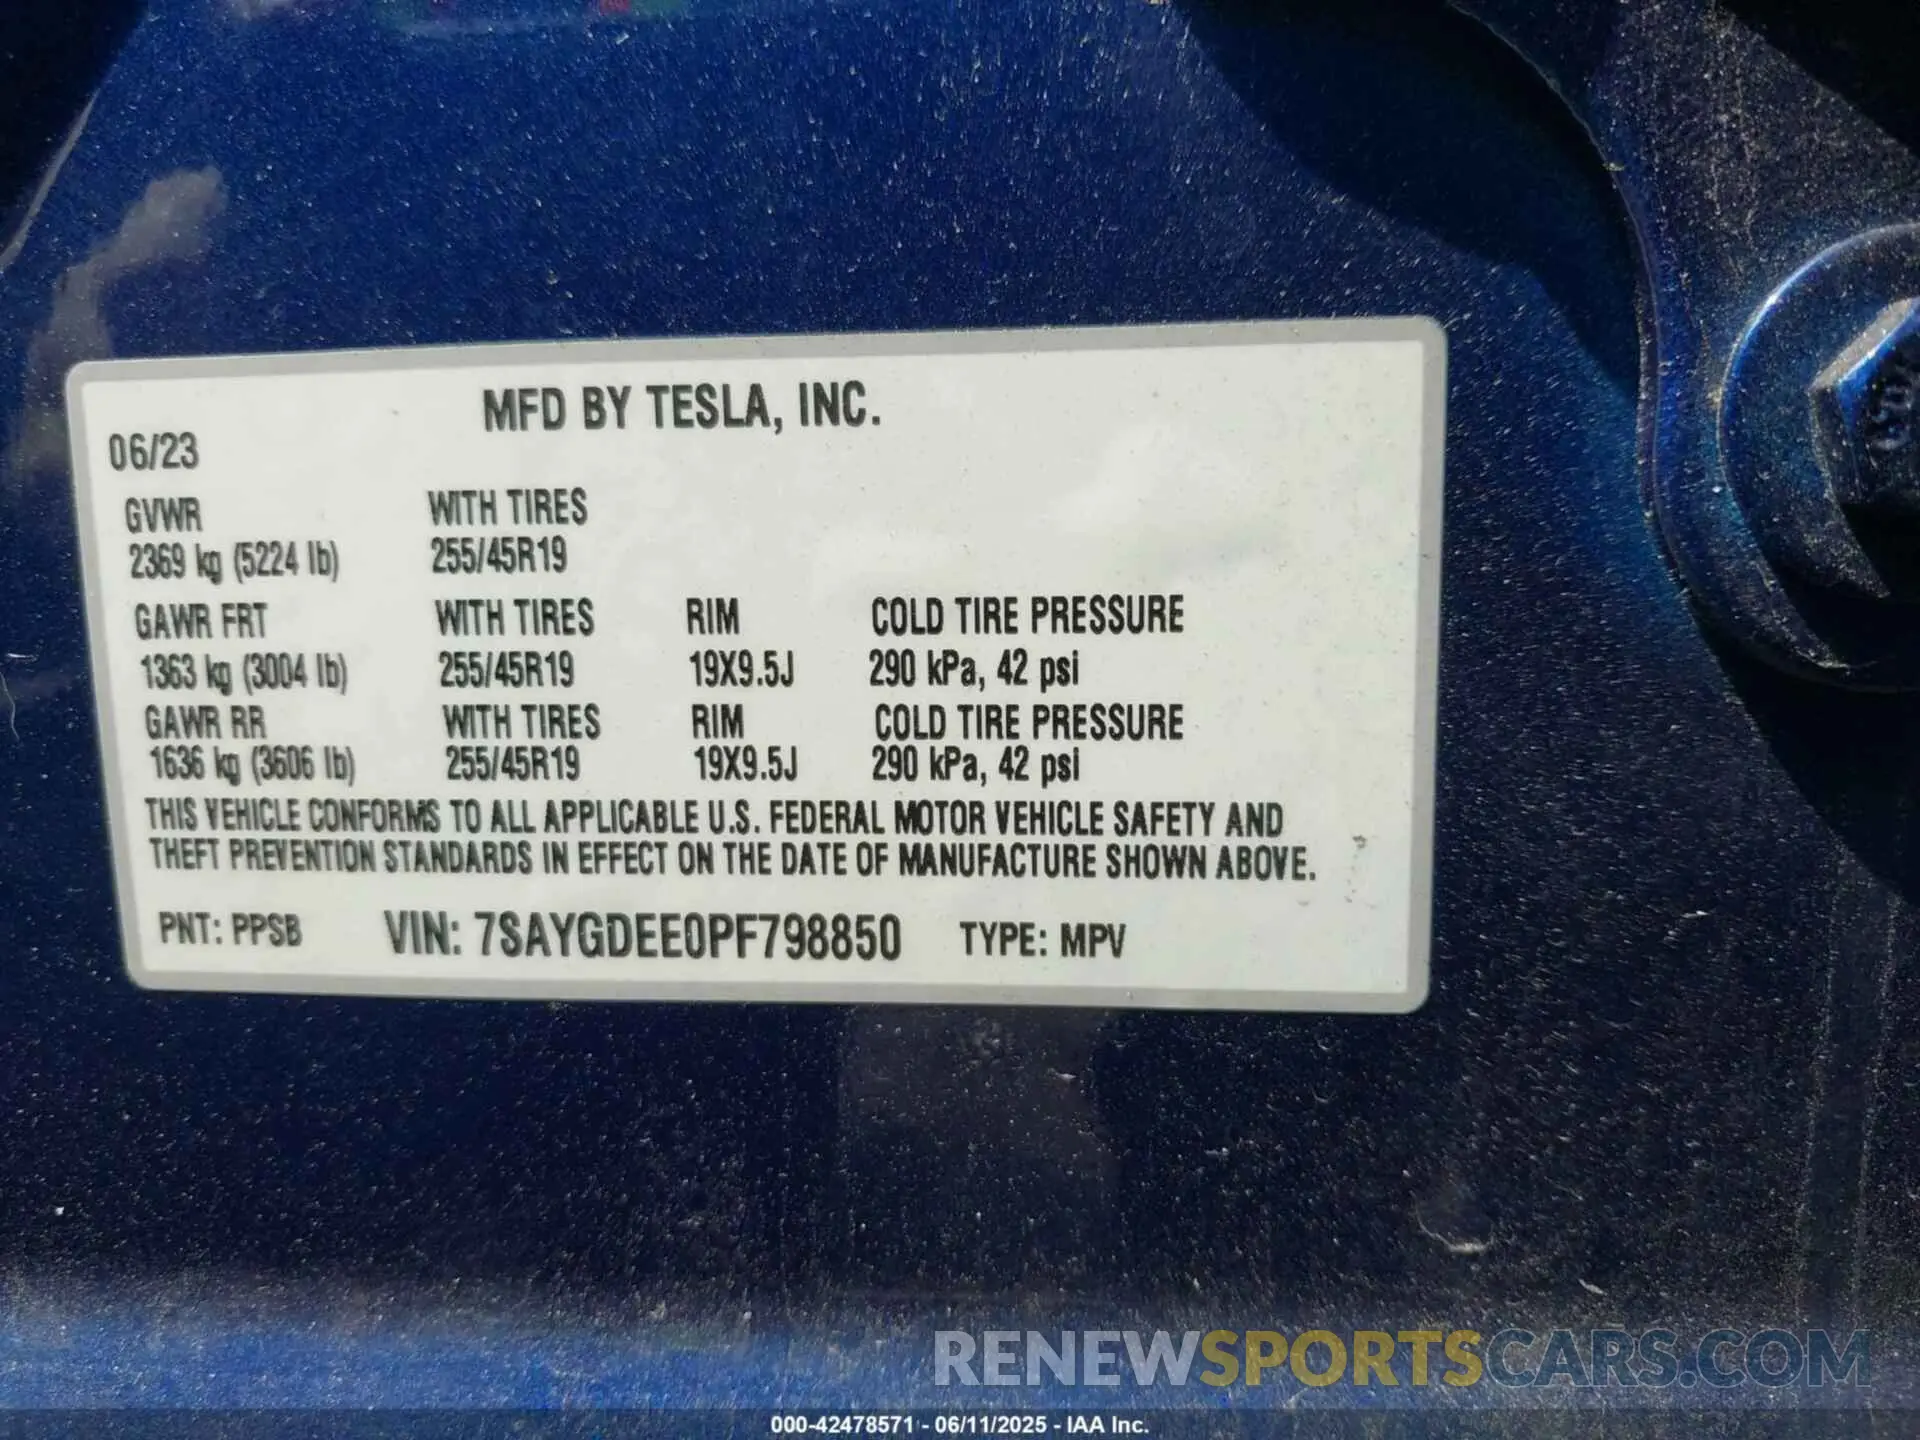 MFD BY TESLA, INC.
06/23
GVWR WITH TIRES
2369 kg (5224 lb) 255/45R19
GAWR FRT WITH TIRES RIM COLD TIRE PRESSURE
1363 kg (3004 lb) 255/45R19 19X9.5J 290 kPa, 42 psi
GAWR RR WITH TIRES RIM COLD TIRE PRESSURE
1636 kg (3606 lb) 255/45R19 19X9.5J 290 kPa, 42 psi
THIS VEHICLE CONFORMS TO ALL APPLICABLE U.S. FEDERAL MOTOR VEHICLE SAFETY AND
THEFT PREVENTION STANDARDS IN EFFECT ON THE DATE OF MANUFACTURE SHOWN ABOVE.
PNT: PPSB VIN: 7SAYGDEE0PF798850 TYPE: MPV
RENEWSPORTSCARS.COM
000-42478571 - 06/11/2025 - IAA Inc.